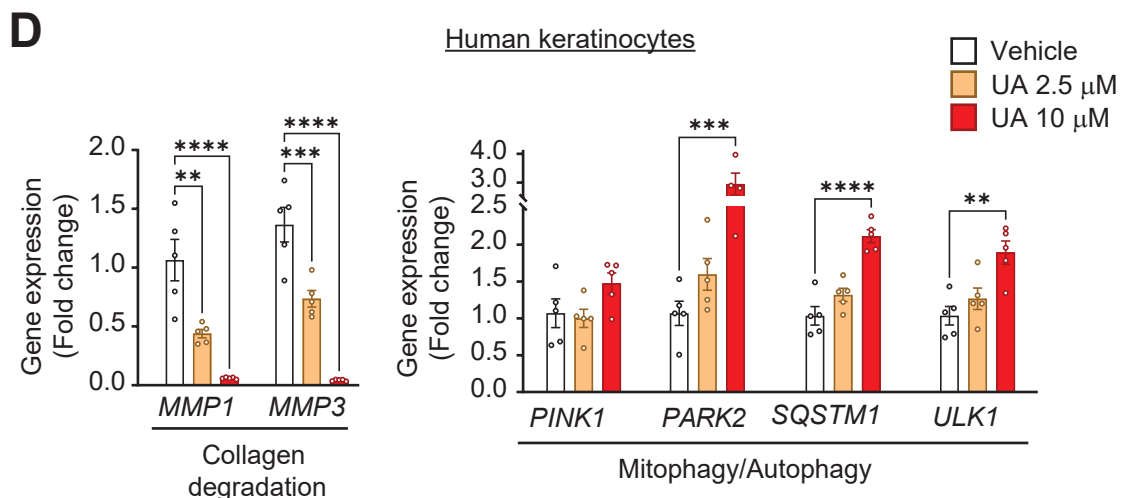 D
Human keratinocytes
Vehicle
UA 2.5 μM
UA 10 μM
Gene expression
(Fold change)
2.0
1.5
1.0
0.5
0.0
****
**
****
***
MMP1
MMP3
Collagen
degradation
Gene expression
(Fold change)
4.0
3.0
2.5
2.0
1.5
1.0
0.5
0.0
***
****
**
PINK1
PARK2
SQSTM1
ULK1
Mitophagy/Autophagy